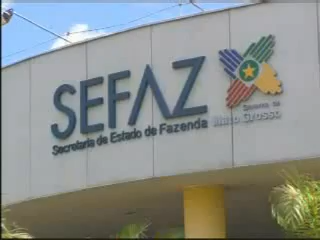 SEFAZ
Secretaria de Estado de Fazenda
Governo de
Mato Grosso